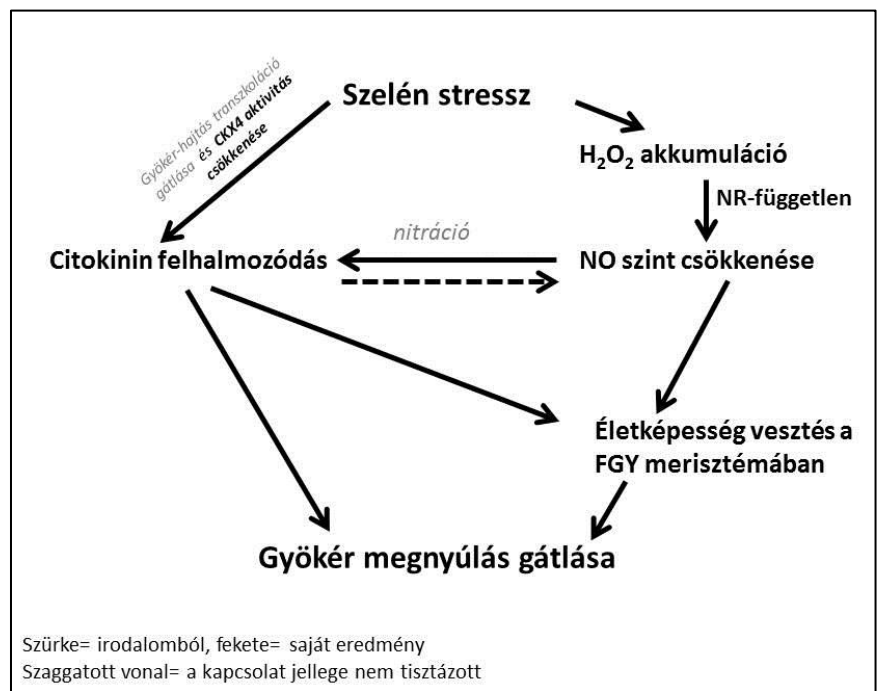 Szelén stressz
Gyökér-hajtás transzkoláció
gátlása és CKX4 aktivitás
csökkenése
H₂O₂ akkumuláció
NR-független
nitráció
Citokinin felhalmozódás
NO szint csökkenése
Életképesség vesztés a
FGY merisztémában
Gyökér megnyúlás gátlása
Szürke= irodalomból, fekete= saját eredmény
Szaggatott vonal= a kapcsolat jellege nem tisztázott